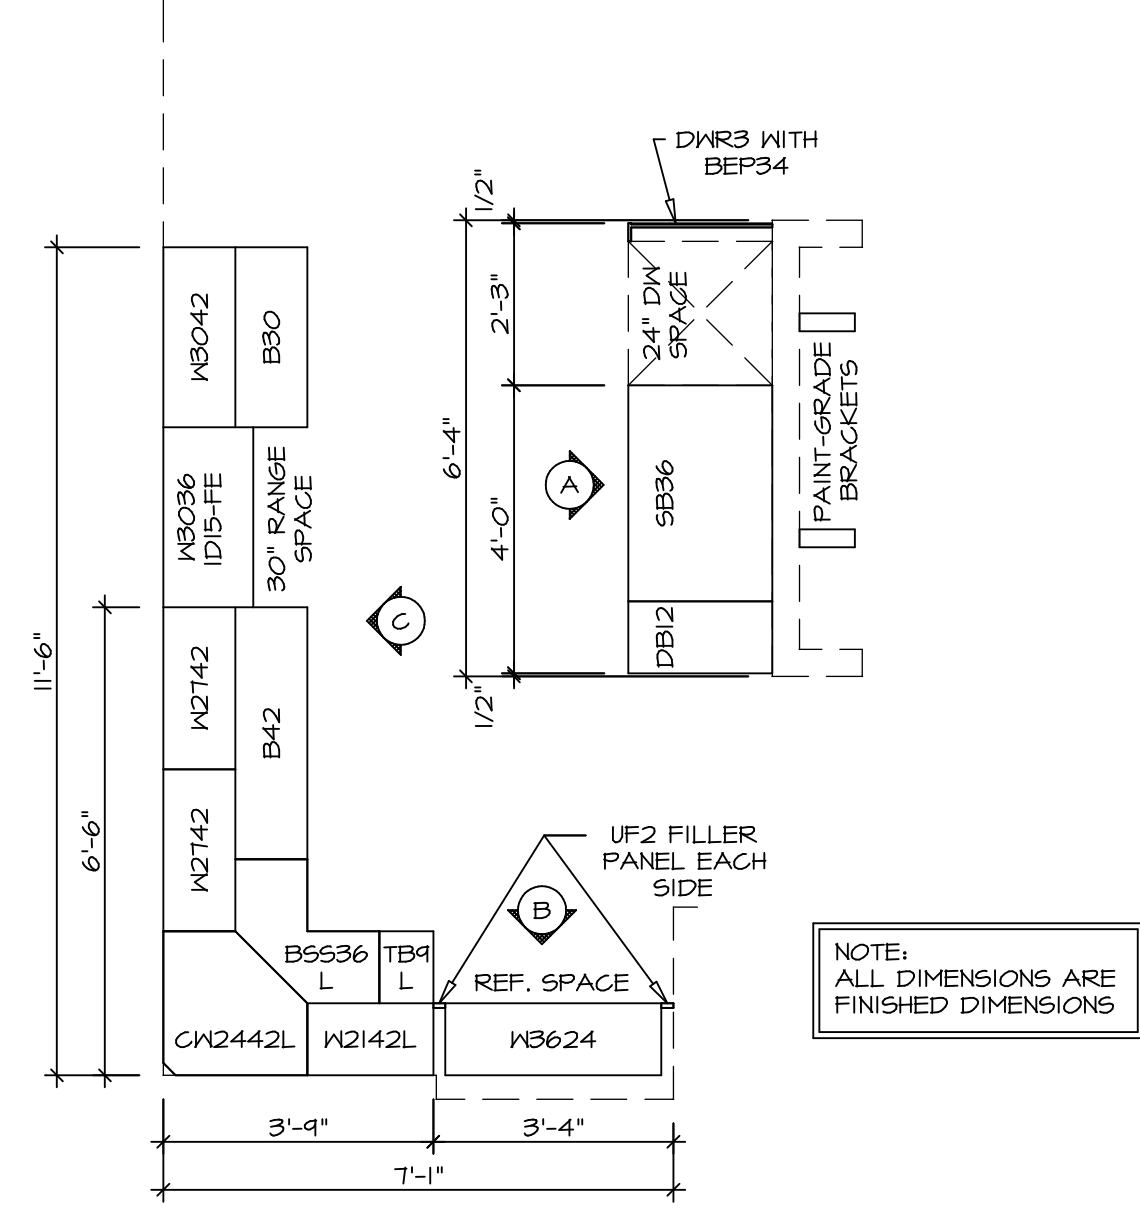 DWR3 WITH
BEP34
1/2"
2'-3"
24" DW
SPACE
W3042
B30
PAINT-GRADE
BRACKETS
6'-4"
A
SB36
4'-0"
W3036
ID15-FE
30" RANGE
SPACE
C
DB12
11'-6"
W2742
B42
1/2"
6'-6"
W2742
UF2 FILLER
PANEL EACH
SIDE
B
BSS36
L
TB9
L
REF. SPACE
NOTE:
ALL DIMENSIONS ARE
FINISHED DIMENSIONS
CW2442L
W2142L
W3624
3'-9"
3'-4"
7'-1"